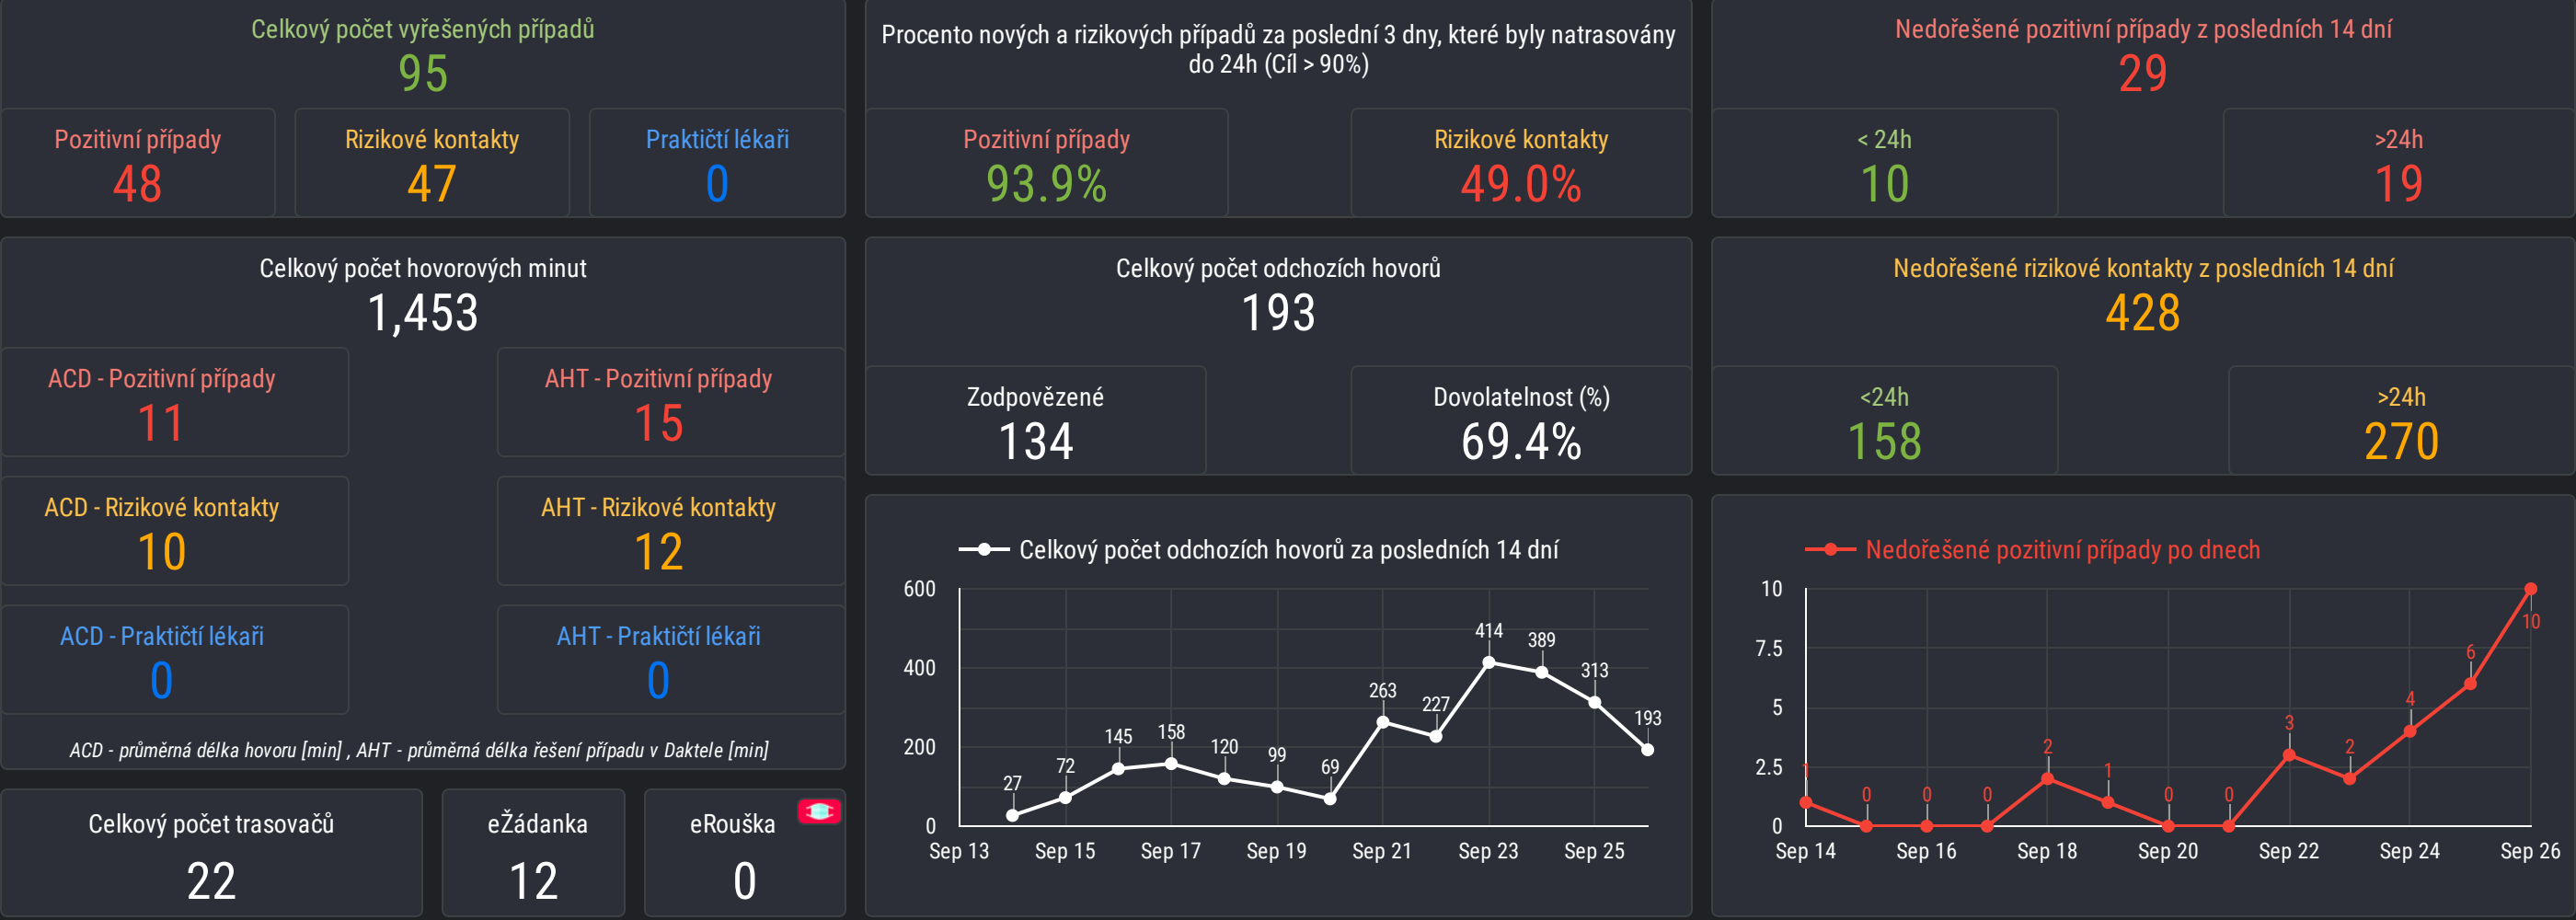 Celkový počet vyřešených případů
95
Pozitivní případy
48
Rizikové kontakty
47
Praktičtí lékaři
0
Procento nových a rizikových případů za poslední 3 dny, které byly natrasovány
do 24h (Cíl > 90%)
Pozitivní případy
93.9%
Rizikové kontakty
49.0%
Nedořešené pozitivní případy z posledních 14 dní
29
< 24h
10
>24h
19
Celkový počet hovorových minut
1,453
ACD - Pozitivní případy
11
AHT - Pozitivní případy
15
ACD - Rizikové kontakty
10
AHT - Rizikové kontakty
12
ACD - Praktičtí lékaři
0
AHT - Praktičtí lékaři
0
ACD - průměrná délka hovoru [min] , AHT - průměrná délka řešení případu v Daktele [min]
Celkový počet odchozích hovorů
193
Zodpovězené
134
Dovolatelnost (%)
69.4%
Nedořešené rizikové kontakty z posledních 14 dní
428
<24h
158
>24h
270
Celkový počet trasovačů
22
eŽádanka
12
eRouška
0
Celkový počet odchozích hovorů za posledních 14 dní
600
400
200
0
27
72
145
158
120
99
69
263
227
414
389
313
193
Sep 13 Sep 15 Sep 17 Sep 19 Sep 21 Sep 23 Sep 25
Nedořešené pozitivní případy po dnech
10
7.5
5
2.5
0
1
0
0
0
2
1
0
0
3
2
4
6
10
Sep 14 Sep 16 Sep 18 Sep 20 Sep 22 Sep 24 Sep 26